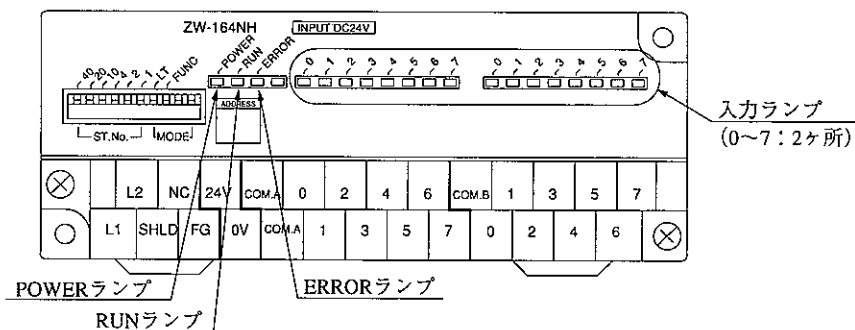 ZW-164NH INPUT DC24V
40 20 10 4 2 1 LT FUNC
POWER RUN ERROR
0 1 2 3 4 5 6 7
0 1 2 3 4 5 6 7
ST.No. MODE
ADDRESS
入力ランプ
(0〜7:2ヶ所)
L2 NC 24V COM.A 0 2 4 6 COM.B 1 3 5 7
L1 SHLD FG 0V COM.A 1 3 5 7 0 2 4 6
POWERランプ
ERRORランプ
RUNランプ